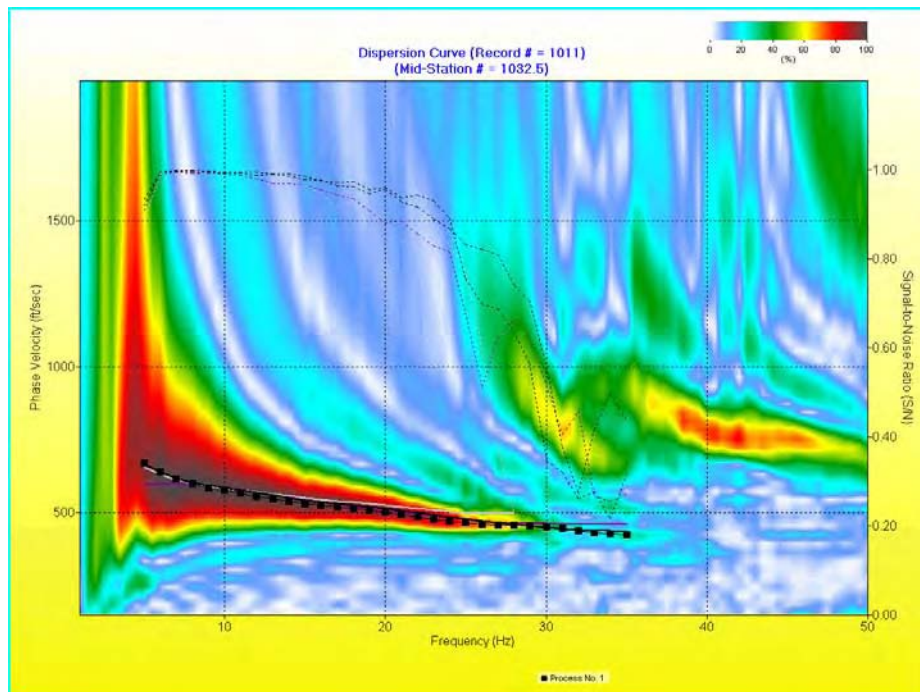 Dispersion Curve (Record # = 1011)
(Mid-Station # = 1032.5)
0 20 40 60 80 100
(%)
Phase Velocity (ft/sec)
1500
1000
500
1.00
0.80
0.60
0.40
0.20
0.00
Signal-to-Noise Ratio (S/N)
10 20 30 40 50
Frequency (Hz)
Process No. 1